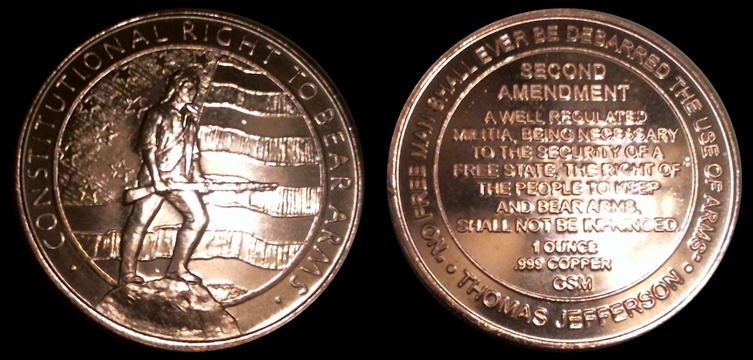 · CONSTITUTIONAL RIGHT TO BEAR ARMS ·
"NO FREE MAN SHALL EVER BE DEBARRED THE USE OF ARMS"
· THOMAS JEFFERSON ·
SECOND
AMENDMENT
A WELL REGULATED
MILITIA, BEING NECESSARY
TO THE SECURITY OF A
FREE STATE, THE RIGHT OF
THE PEOPLE TO KEEP
AND BEAR ARMS,
SHALL NOT BE INFRINGED.
1 OUNCE
.999 COPPER
CSM